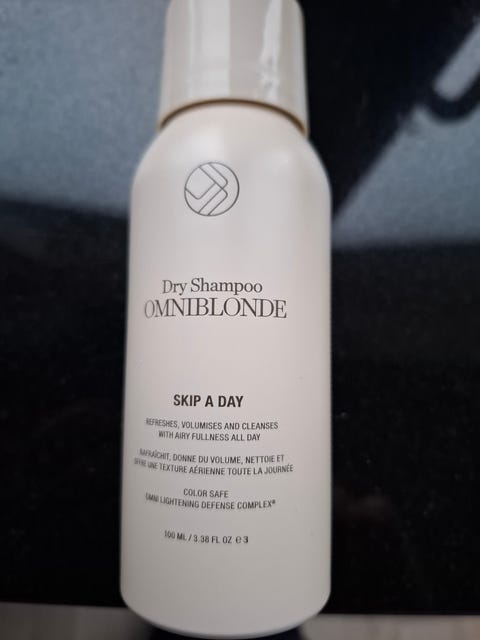 Dry Shampoo
OMNIBLONDE
SKIP A DAY
REFRESHES, VOLUMISES AND CLEANSES
WITH AIRY FULLNESS ALL DAY
RAFRAÎCHIT, DONNE DU VOLUME, NETTOIE ET
OFFRE UNE TEXTURE AÉRIENNE TOUTE LA JOURNÉE
COLOR SAFE
OMNI LIGHTENING DEFENSE COMPLEX®
100 ML / 3.38 FL OZ e 3